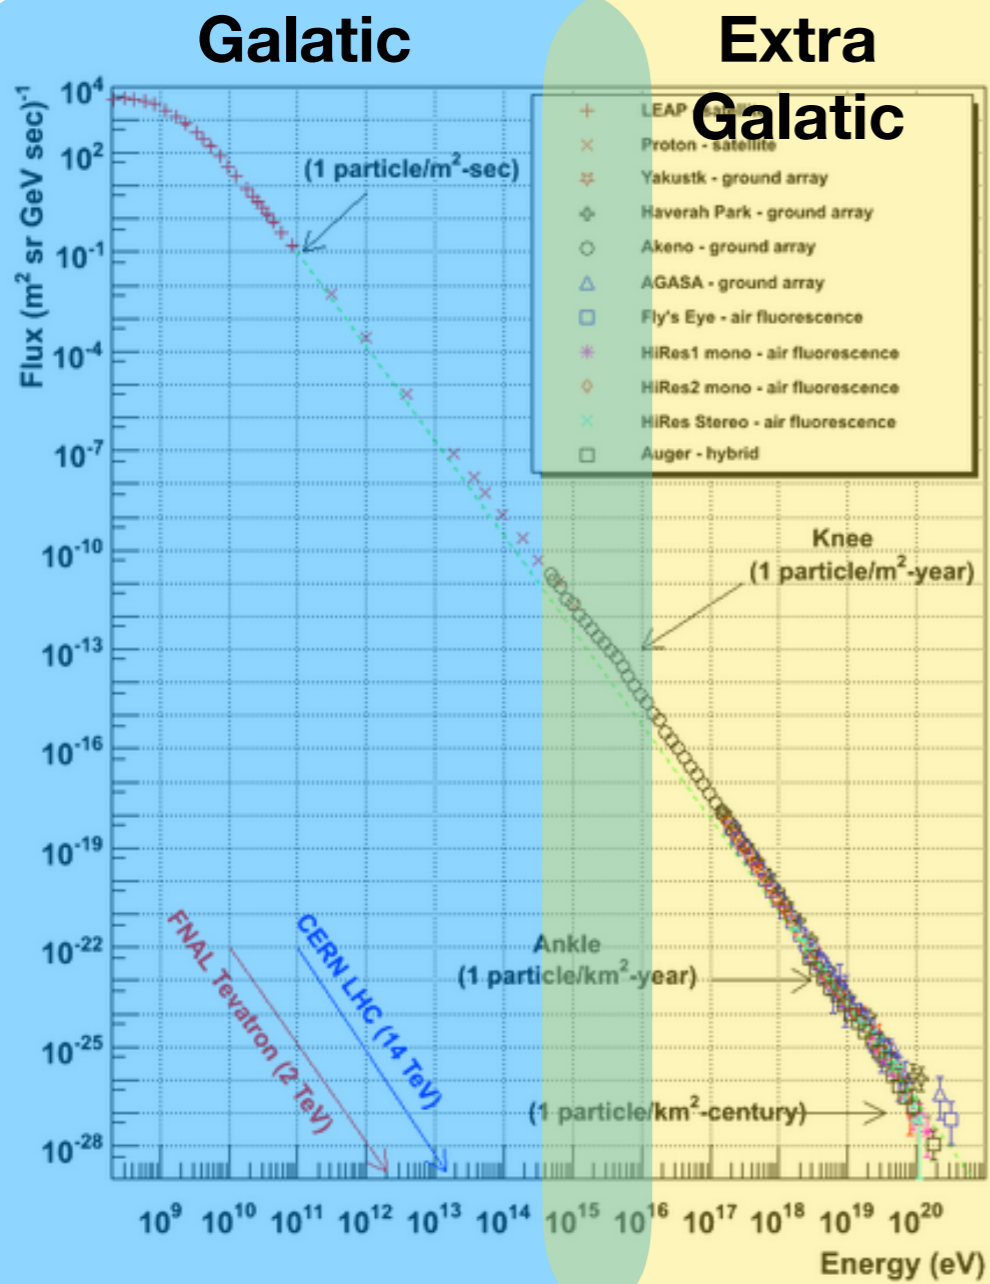 Galatic
Extra
Galatic
Flux (m² sr GeV sec)⁻¹
10⁴
10²
10⁻¹
10⁻⁴
10⁻⁷
10⁻¹⁰
10⁻¹³
10⁻¹⁶
10⁻¹⁹
10⁻²²
10⁻²⁵
10⁻²⁸
(1 particle/m²-sec)
LEAP - satellite
Proton - satellite
Yakustk - ground array
Haverah Park - ground array
Akeno - ground array
AGASA - ground array
Fly's Eye - air fluorescence
HiRes1 mono - air fluorescence
HiRes2 mono - air fluorescence
HiRes Stereo - air fluorescence
Auger - hybrid
Knee
(1 particle/m²-year)
Ankle
(1 particle/km²-year)
(1 particle/km²-century)
FNAL Tevatron (2 TeV)
CERN LHC (14 TeV)
10⁹ 10¹⁰ 10¹¹ 10¹² 10¹³ 10¹⁴ 10¹⁵ 10¹⁶ 10¹⁷ 10¹⁸ 10¹⁹ 10²⁰
Energy (eV)